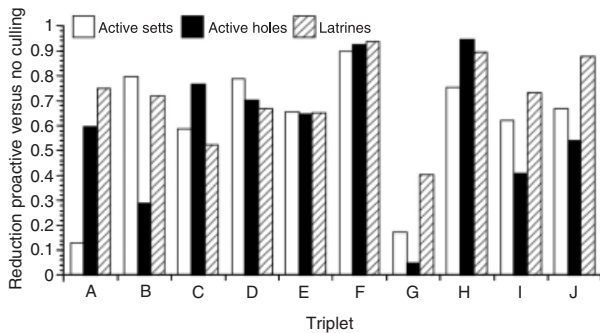 Reduction proactive versus no culling
1
0.9
0.8
0.7
0.6
0.5
0.4
0.3
0.2
0.1
0
Active setts Active holes Latrines
A B C D E F G H I J
Triplet